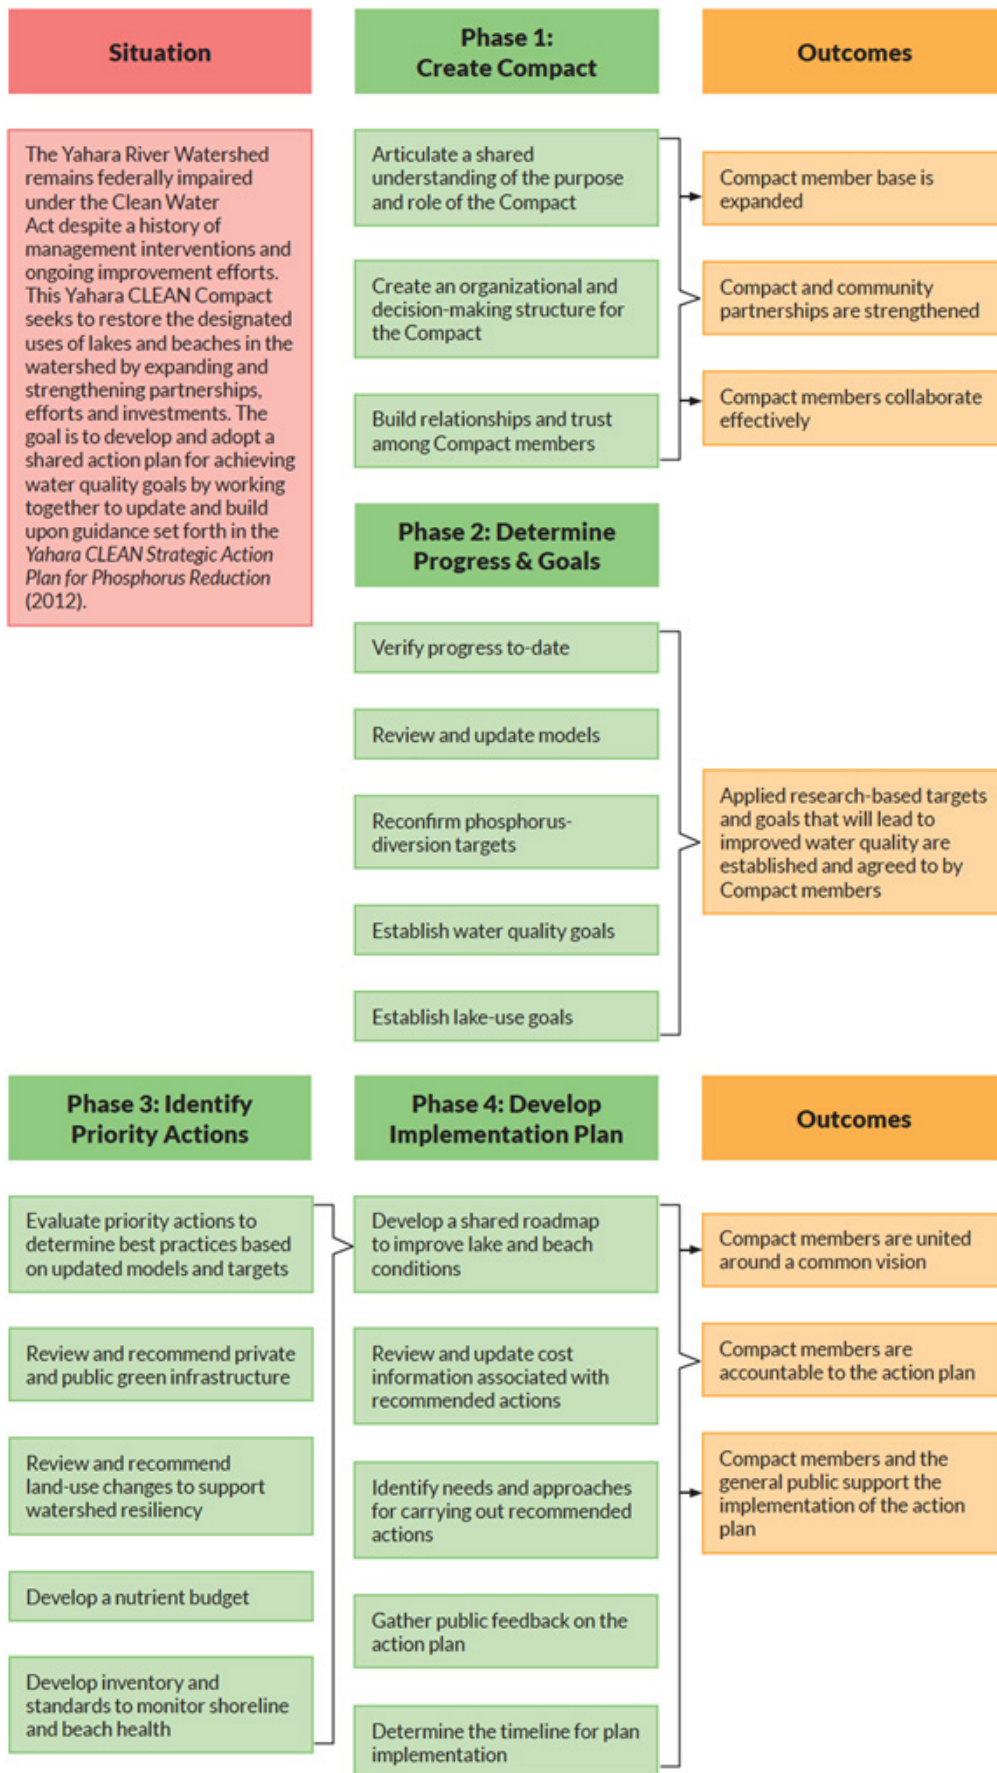 Situation
The Yahara River Watershed
remains federally impaired
under the Clean Water
Act despite a history of
management interventions and
ongoing improvement efforts.
This Yahara CLEAN Compact
seeks to restore the designated
uses of lakes and beaches in the
watershed by expanding and
strengthening partnerships,
efforts and investments. The
goal is to develop and adopt a
shared action plan for achieving
water quality goals by working
together to update and build
upon guidance set forth in the
Yahara CLEAN Strategic Action
Plan for Phosphorus Reduction
(2012).
Phase 1:
Create Compact
Articulate a shared
understanding of the purpose
and role of the Compact
Create an organizational and
decision-making structure for
the Compact
Build relationships and trust
among Compact members
Outcomes
Compact member base is
expanded
Compact and community
partnerships are strengthened
Compact members collaborate
effectively
Phase 2: Determine
Progress & Goals
Verify progress to-date
Review and update models
Reconfirm phosphorus-
diversion targets
Establish water quality goals
Establish lake-use goals
Applied research-based targets
and goals that will lead to
improved water quality are
established and agreed to by
Compact members
Phase 3: Identify
Priority Actions
Evaluate priority actions to
determine best practices based
on updated models and targets
Review and recommend private
and public green infrastructure
Review and recommend
land-use changes to support
watershed resiliency
Develop a nutrient budget
Develop inventory and
standards to monitor shoreline
and beach health
Phase 4: Develop
Implementation Plan
Develop a shared roadmap
to improve lake and beach
conditions
Review and update cost
information associated with
recommended actions
Identify needs and approaches
for carrying out recommended
actions
Gather public feedback on the
action plan
Determine the timeline for plan
implementation
Outcomes
Compact members are united
around a common vision
Compact members are
accountable to the action plan
Compact members and the
general public support the
implementation of the action
plan